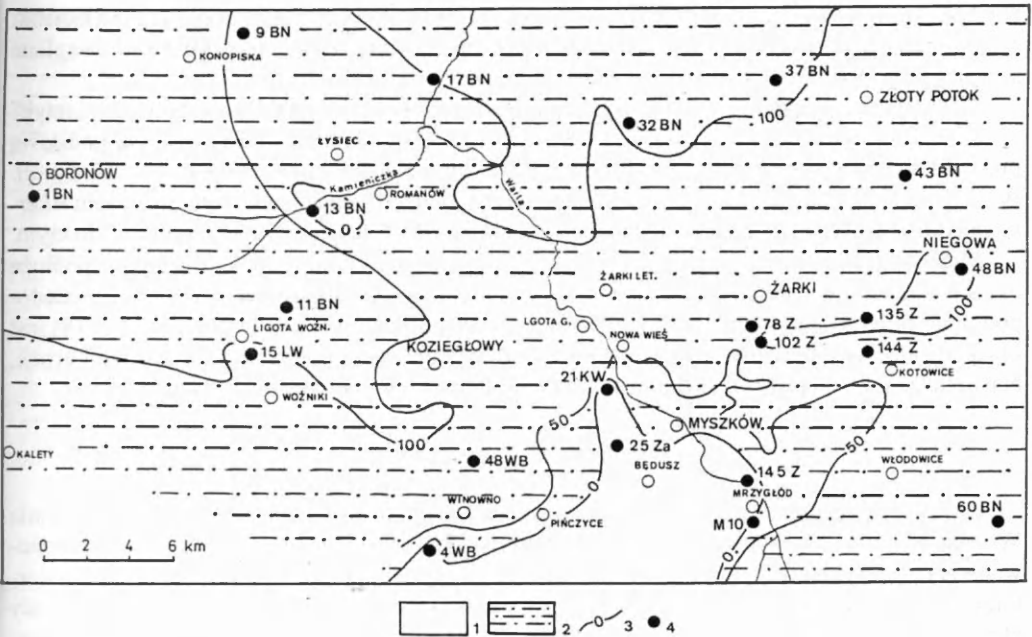 9 BN
KONOPISKA
17 BN
37 BN
ZŁOTY POTOK
100
32 BN
ŁYSIEC
BORONÓW
1 BN
Kamieniczka
ROMANÓW
Warta
43 BN
13 BN
0
NIEGOWA
48 BN
ŻARKI LET.
ŻARKI
100
11 BN
135 Z
LIGOTA WOŹN.
LGOTA G.
NOWA WIEŚ
78 Z
102 Z
144 Z
15 LW
KOZIEGŁOWY
KOTOWICE
21 KW
WOŹNIKI
50
100
MYSZKÓW
50
KALETY
25 Za
48 WB
BĘDUSZ
WŁODOWICE
145 Z
0
MRZYGŁÓD
WINOWNO
PIŃCZYCE
M 10
60 BN
4 WB
0
0 2 4 6 km
1 2 0 3 4